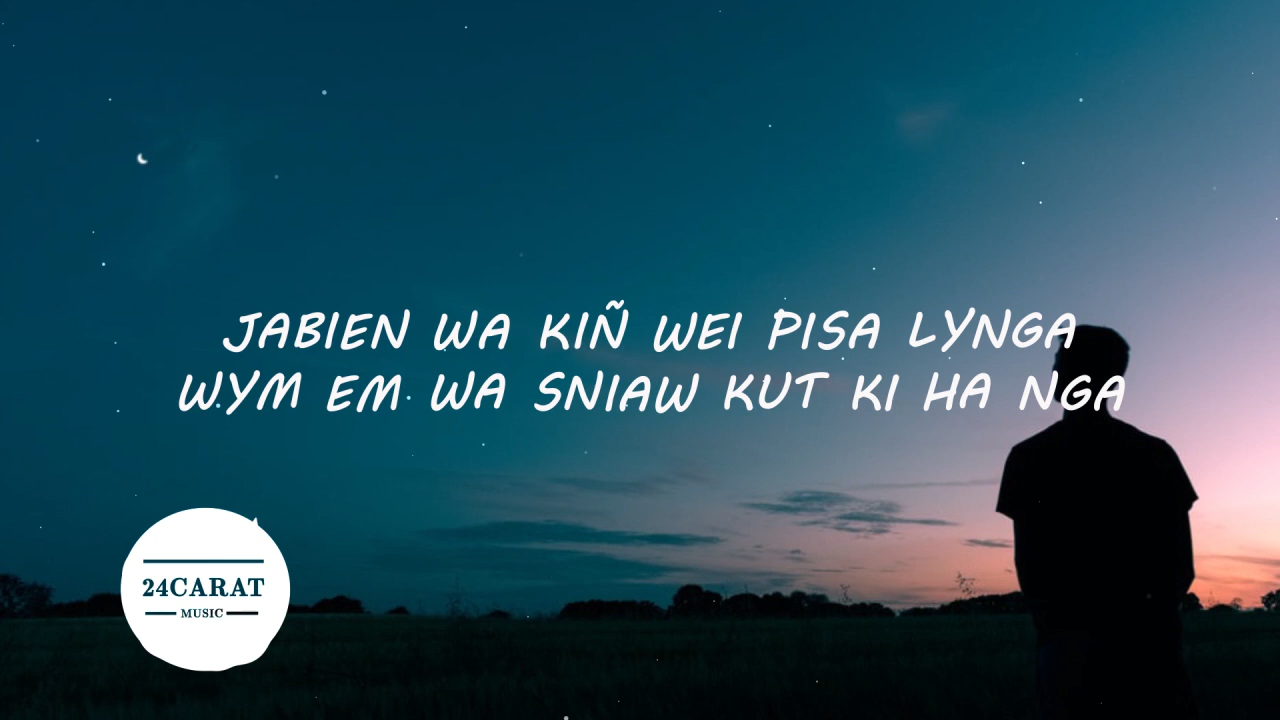 JABIEN WA KIÑ WEI PISA LYNGA
WYM EM WA SNIAW KUT KI HA NGA
24CARAT
MUSIC